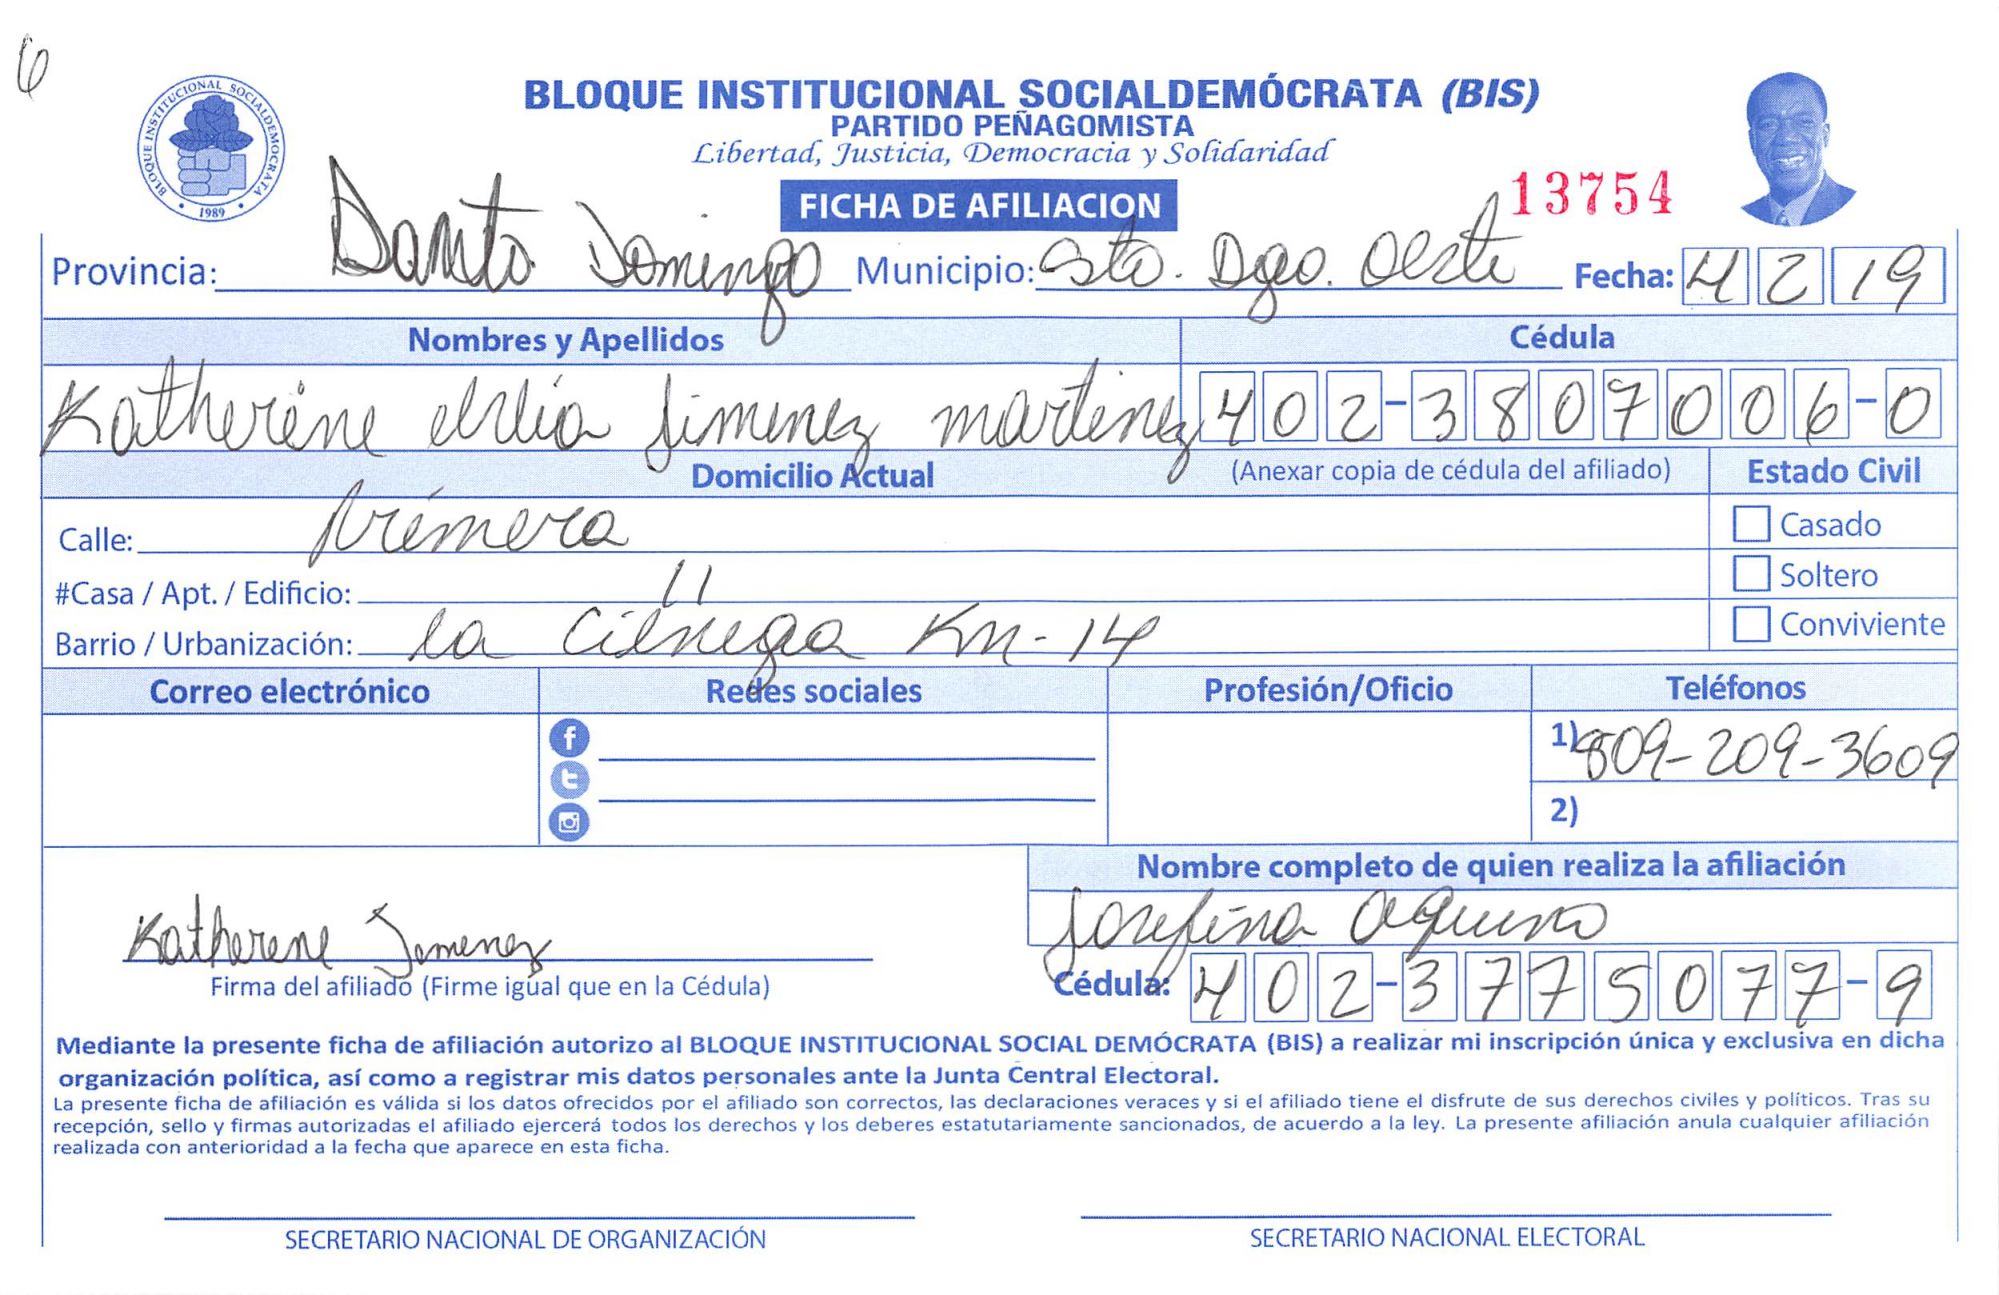 6
BLOQUE INSTITUCIONAL SOCIALDEMOCRATA
1989
BLOQUE INSTITUCIONAL SOCIALDEMÓCRATA (BIS)
PARTIDO PEÑAGOMISTA
Libertad, Justicia, Democracia y Solidaridad
FICHA DE AFILIACION
13754
Provincia: Santo Domingo Municipio: Sto. Dgo. Oeste Fecha: 4 2 19
Nombres y Apellidos Cédula
Katherine Jimenez martinez 402-3807006-0
Domicilio Actual (Anexar copia de cédula del afiliado) Estado Civil
Calle: primera Casado
#Casa / Apt. / Edificio: 11 Soltero
Barrio / Urbanización: la Cienega Km-14 Conviviente
Correo electrónico Redes sociales Profesión/Oficio Teléfonos
1) 809-209-3609
2)
Nombre completo de quien realiza la afiliación
Josefina Aquino
Katherene Jemenez
Firma del afiliado (Firme igual que en la Cédula) Cédula: 402-3775077-9
Mediante la presente ficha de afiliación autorizo al BLOQUE INSTITUCIONAL SOCIAL DEMÓCRATA (BIS) a realizar mi inscripción única y exclusiva en dicha
organización política, así como a registrar mis datos personales ante la Junta Central Electoral.
La presente ficha de afiliación es válida si los datos ofrecidos por el afiliado son correctos, las declaraciones veraces y si el afiliado tiene el disfrute de sus derechos civiles y políticos. Tras su
recepción, sello y firmas autorizadas el afiliado ejercerá todos los derechos y los deberes estatutariamente sancionados, de acuerdo a la ley. La presente afiliación anula cualquier afiliación
realizada con anterioridad a la fecha que aparece en esta ficha.
SECRETARIO NACIONAL DE ORGANIZACIÓN SECRETARIO NACIONAL ELECTORAL